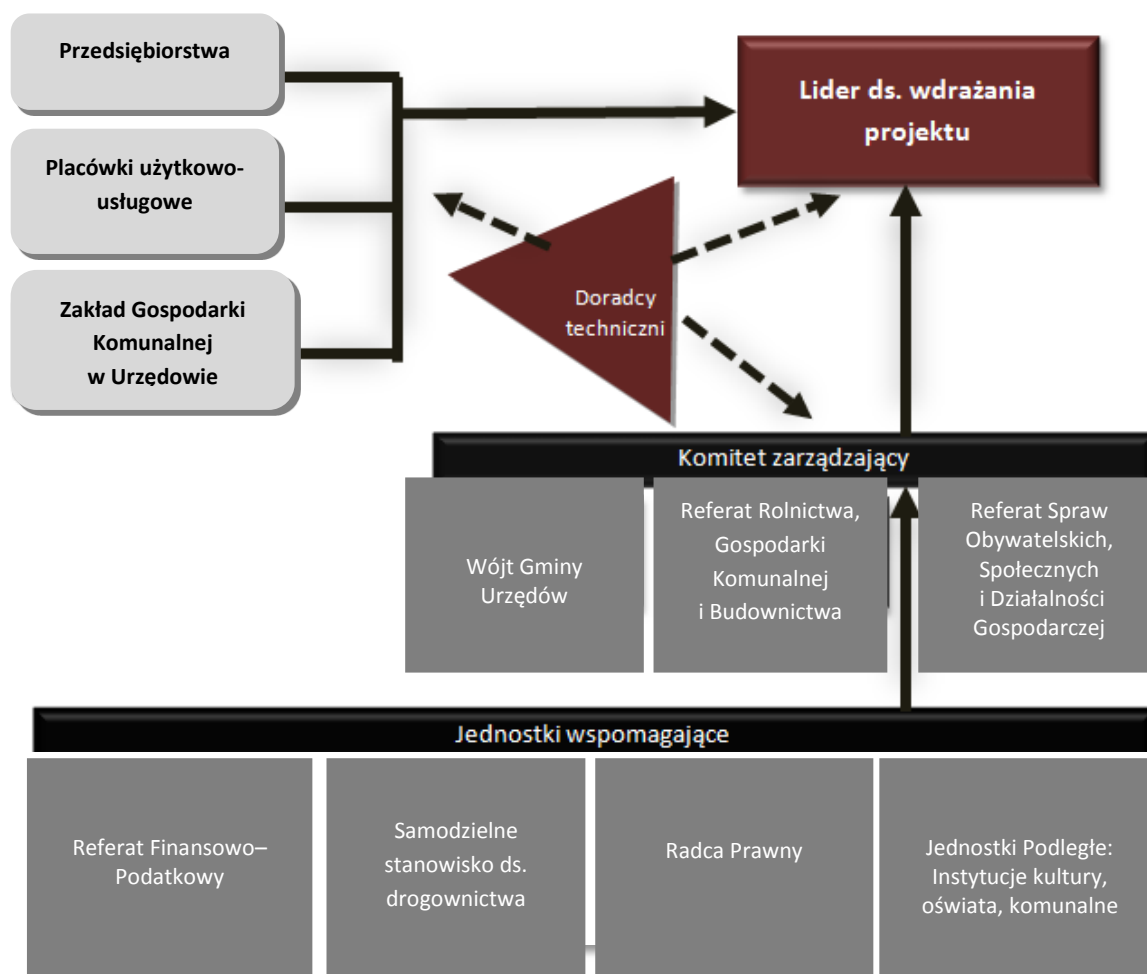 Przedsiębiorstwa
Placówki użytkowo-
usługowe
Zakład Gospodarki
Komunalnej
w Urzędowie
Lider ds. wdrażania
projektu
Doradcy
techniczni
Komitet zarządzający
Wójt Gminy
Urzędów
Referat Rolnictwa,
Gospodarki
Komunalnej
i Budownictwa
Referat Spraw
Obywatelskich,
Społecznych
i Działalności
Gospodarczej
Jednostki wspomagające
Referat Finansowo–
Podatkowy
Samodzielne
stanowisko ds.
drogownictwa
Radca Prawny
Jednostki Podległe:
Instytucje kultury,
oświata, komunalne